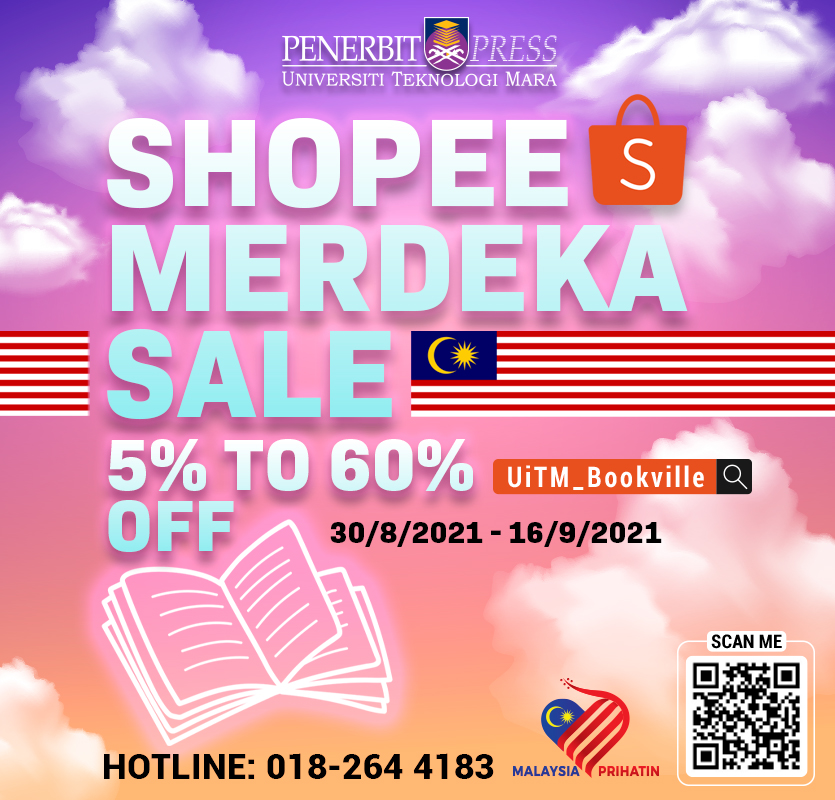 PENERBIT PRESS
UNIVERSITI TEKNOLOGI MARA
SHOPEE
S
MERDEKA
SALE
5% TO 60%
UiTM_Bookville
OFF
30/8/2021 - 16/9/2021
SCAN ME
MALAYSIA PRIHATIN
HOTLINE: 018-264 4183